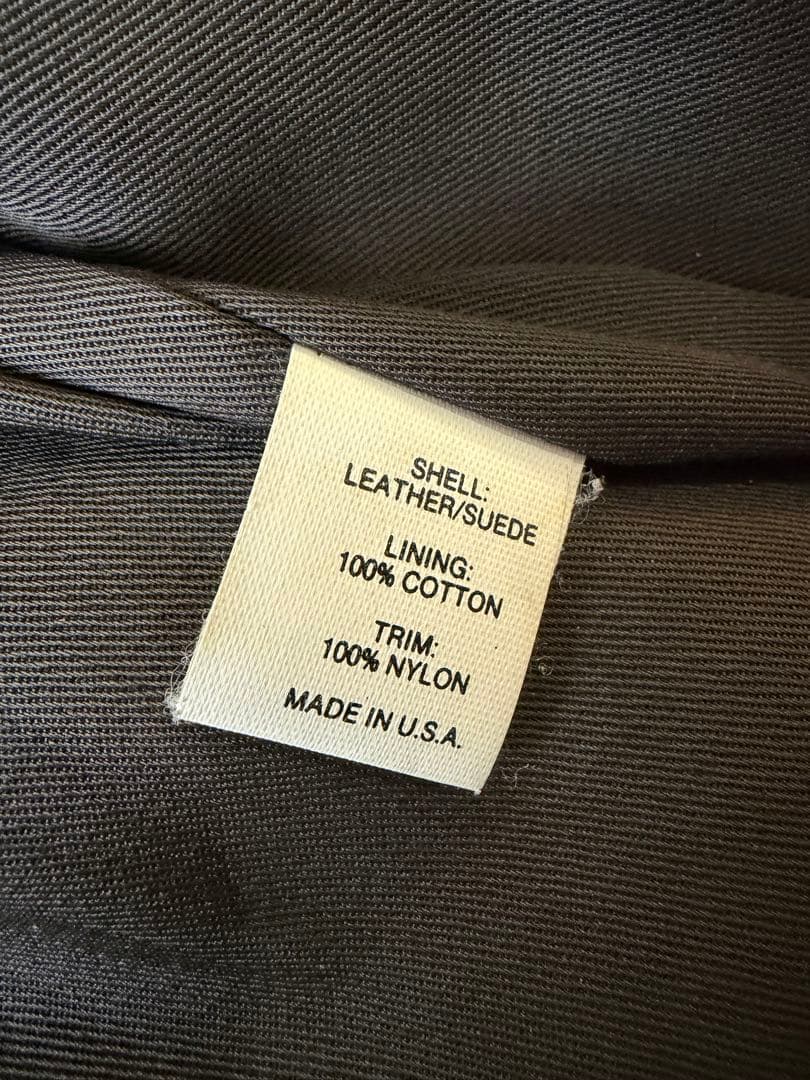 SHELL:
LEATHER/SUEDE
LINING:
100% COTTON
TRIM:
100% NYLON
MADE IN U.S.A.